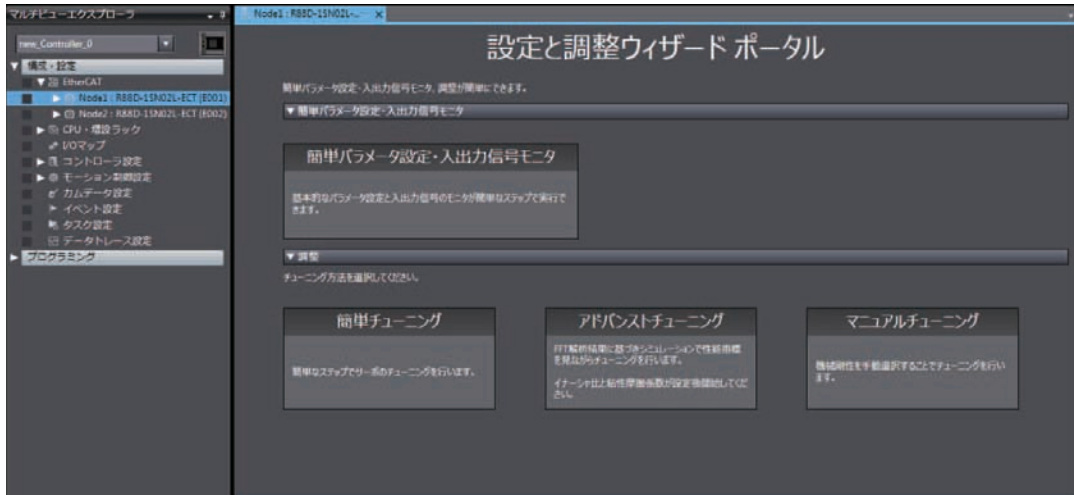 マルチビューエクスプローラ
new_Controller_0
構成・設定
EtherCAT
Node1 : R88D-1SN02L-ECT (E001)
Node2 : R88D-1SN02L-ECT (E002)
CPU・増設ラック
I/Oマップ
コントローラ設定
モーション制御設定
カムデータ設定
イベント設定
タスク設定
データトレース設定
プログラミング
Node1 : R88D-1SN02L-...
設定と調整ウィザード ポータル
簡単パラメータ設定・入出力信号モニタ, 調整が簡単にできます。
▼簡単パラメータ設定・入出力信号モニタ
簡単パラメータ設定・入出力信号モニタ
基本的なパラメータ設定と入出力信号のモニタが簡単なステップで実行で
きます。
▼調整
チューニング方法を選択してください。
簡単チューニング
簡単なステップでサーボのチューニングを行います。
アドバンストチューニング
FFT解析結果に基づきシミュレーションで性能指標
を見ながらチューニングを行います。
イナーシャ比と粘性摩擦係数が設定後開始してくだ
さい。
マニュアルチューニング
機械剛性を手動選択することでチューニングを行い
ます。